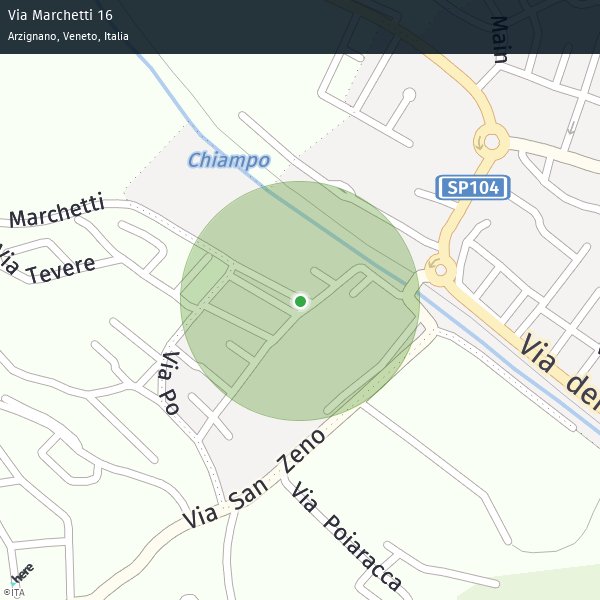 Via Marchetti 16
Arzignano, Veneto, Italia
Main
Chiampo
SP104
Marchetti
Via Tevere
Via Po
Via del
Via San Zeno
Via Poiaracca
here
©ITA